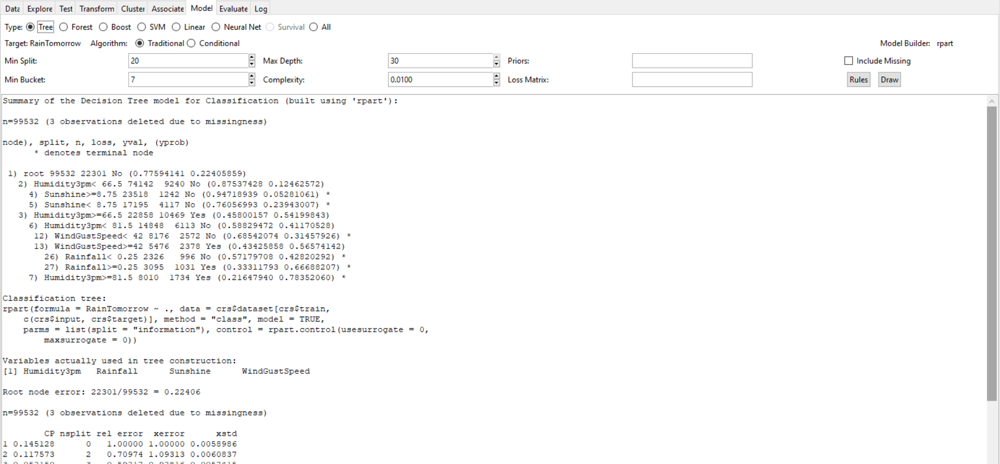 Data Explore Test Transform Cluster Associate Model Evaluate Log
Type: Tree Forest Boost SVM Linear Neural Net Survival All
Target: RainTomorrow Algorithm: Traditional Conditional Model Builder: rpart
Min Split: 20 Max Depth: 30 Priors: Include Missing
Min Bucket: 7 Complexity: 0.0100 Loss Matrix: Rules Draw
Summary of the Decision Tree model for Classification (built using 'rpart'):
n=99532 (3 observations deleted due to missingness)
node), split, n, loss, yval, (yprob)
* denotes terminal node
1) root 99532 22301 No (0.77594141 0.22405859)
2) Humidity3pm< 66.5 74142 9240 No (0.87537428 0.12462572)
4) Sunshine>=8.75 23518 1242 No (0.94718939 0.05281061) *
5) Sunshine< 8.75 17195 4117 No (0.76056993 0.23943007) *
3) Humidity3pm>=66.5 22858 10469 Yes (0.45800157 0.54199843)
6) Humidity3pm< 81.5 14848 6113 No (0.58829472 0.41170528)
12) WindGustSpeed< 42 8176 2572 No (0.68542074 0.31457926) *
13) WindGustSpeed>=42 5476 2378 Yes (0.43425858 0.56574142)
26) Rainfall< 0.25 2326 996 No (0.57179708 0.42820292) *
27) Rainfall>=0.25 3095 1031 Yes (0.33311793 0.66688207) *
7) Humidity3pm>=81.5 8010 1734 Yes (0.21647940 0.78352060) *
Classification tree:
rpart(formula = RainTomorrow ~ ., data = crs$dataset[crs$train,
c(crs$input, crs$target)], method = "class", model = TRUE,
parms = list(split = "information"), control = rpart.control(usesurrogate = 0,
maxsurrogate = 0))
Variables actually used in tree construction:
[1] Humidity3pm Rainfall Sunshine WindGustSpeed
Root node error: 22301/99532 = 0.22406
n=99532 (3 observations deleted due to missingness)
CP nsplit rel error xerror xstd
1 0.145128 0 1.00000 1.00000 0.0058986
2 0.117573 2 0.70974 1.09313 0.0060837